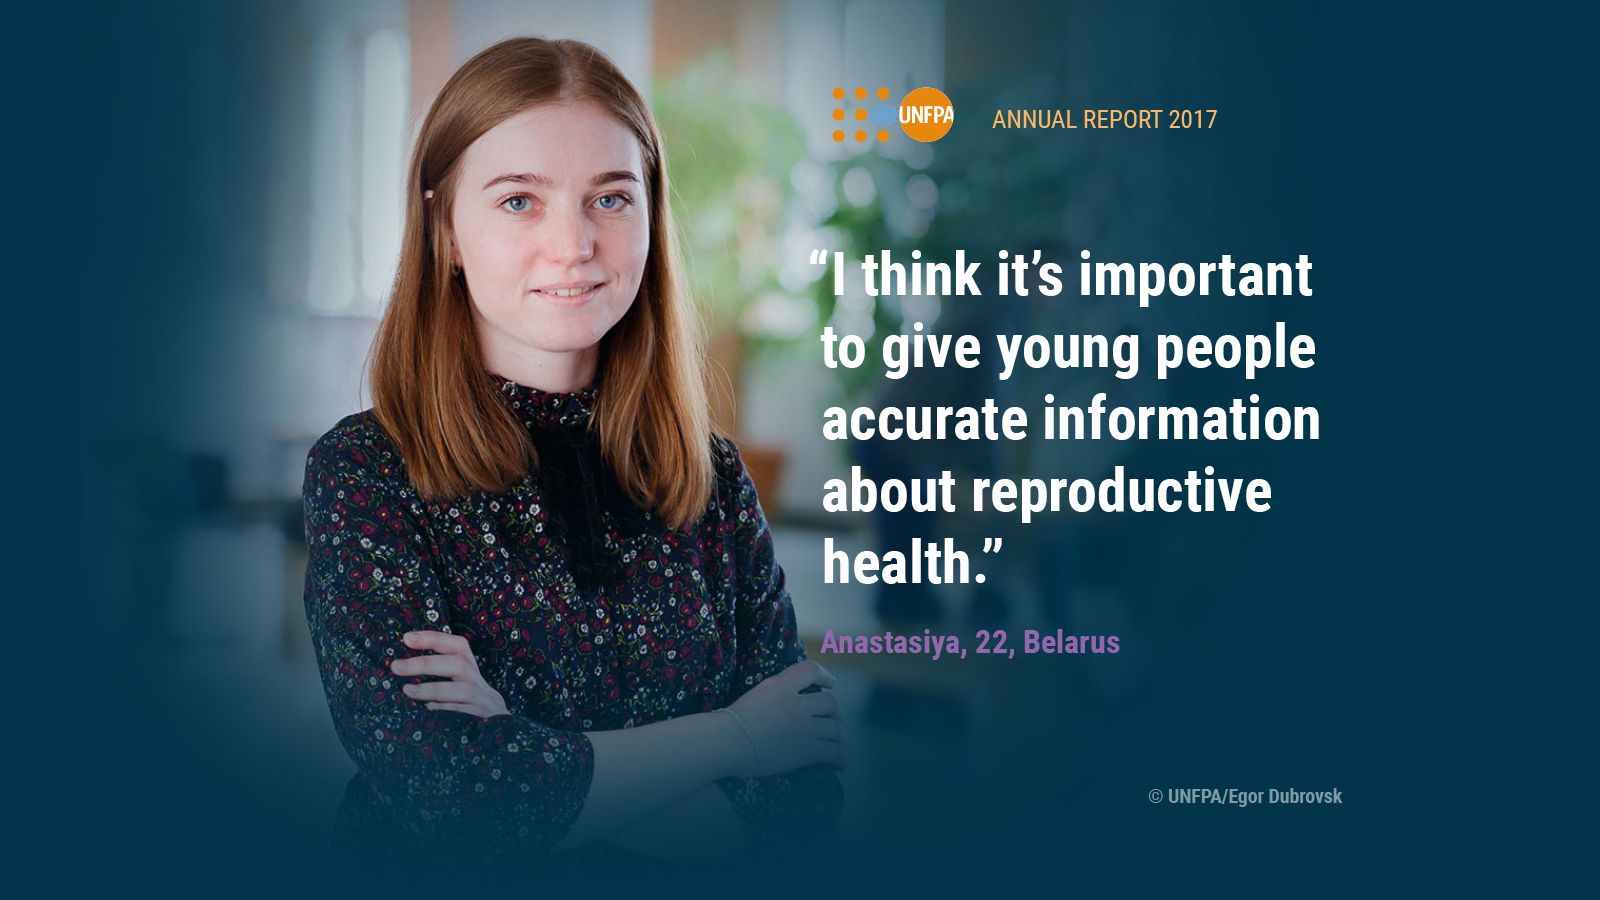 UNFPA
ANNUAL REPORT 2017
“I think it’s important
to give young people
accurate information
about reproductive
health.”
Anastasiya, 22, Belarus
© UNFPA/Egor Dubrovsk